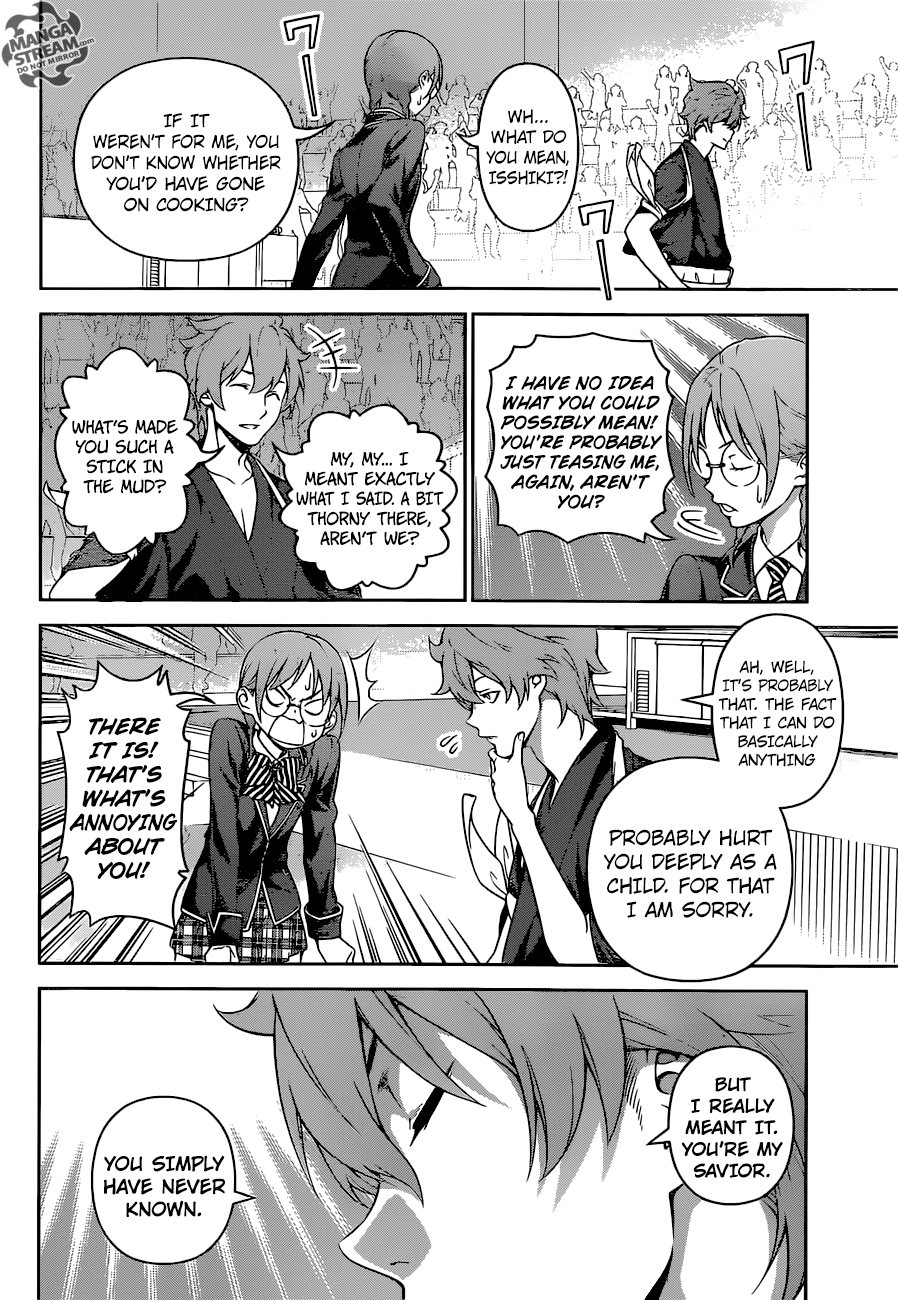 MANGA
STREAM.com
DO NOT MIRROR
WH...
WHAT DO
YOU MEAN,
ISSHIKI?!
IF IT
WEREN'T FOR ME, YOU
DON'T KNOW WHETHER
YOU'D HAVE GONE
ON COOKING?
ワ
ワ
ワ
ワ
I HAVE NO IDEA
WHAT YOU COULD
POSSIBLY MEAN!
YOU'RE PROBABLY
JUST TEASING ME,
AGAIN, AREN'T
YOU?
MY, MY... I
MEANT EXACTLY
WHAT I SAID. A BIT
THORNY THERE,
AREN'T WE?
WHAT'S MADE
YOU SUCH A
STICK IN
THE MUD?
AH, WELL,
IT'S PROBABLY
THAT. THE FACT
THAT I CAN DO
BASICALLY
ANYTHING
PROBABLY HURT
YOU DEEPLY AS A
CHILD. FOR THAT
I AM SORRY.
THERE
IT IS!
THAT'S
WHAT'S
ANNOYING
ABOUT
YOU!
BUT
I REALLY
MEANT IT.
YOU'RE MY
SAVIOR.
YOU SIMPLY
HAVE NEVER
KNOWN.